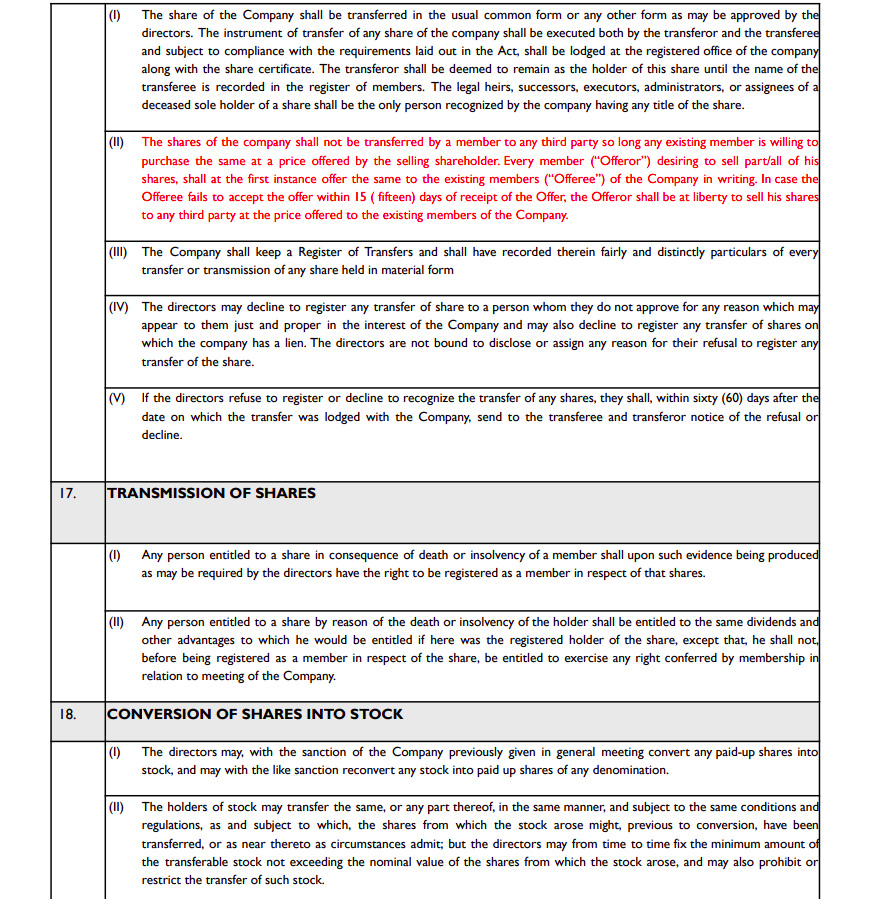 (I) The share of the Company shall be transferred in the usual common form or any other form as may be approved by the
directors. The instrument of transfer of any share of the company shall be executed both by the transferor and the transferee
and subject to compliance with the requirements laid out in the Act, shall be lodged at the registered office of the company
along with the share certificate. The transferor shall be deemed to remain as the holder of this share until the name of the
transferee is recorded in the register of members. The legal heirs, successors, executors, administrators, or assignees of a
deceased sole holder of a share shall be the only person recognized by the company having any title of the share.
(II) The shares of the company shall not be transferred by a member to any third party so long any existing member is willing to
purchase the same at a price offered by the selling shareholder. Every member (“Offeror”) desiring to sell part/all of his
shares, shall at the first instance offer the same to the existing members (“Offeree”) of the Company in writing. In case the
Offeree fails to accept the offer within 15 ( fifteen) days of receipt of the Offer, the Offeror shall be at liberty to sell his shares
to any third party at the price offered to the existing members of the Company.
(III) The Company shall keep a Register of Transfers and shall have recorded therein fairly and distinctly particulars of every
transfer or transmission of any share held in material form
(IV) The directors may decline to register any transfer of share to a person whom they do not approve for any reason which may
appear to them just and proper in the interest of the Company and may also decline to register any transfer of shares on
which the company has a lien. The directors are not bound to disclose or assign any reason for their refusal to register any
transfer of the share.
(V) If the directors refuse to register or decline to recognize the transfer of any shares, they shall, within sixty (60) days after the
date on which the transfer was lodged with the Company, send to the transferee and transferor notice of the refusal or
decline.
17. TRANSMISSION OF SHARES
(I) Any person entitled to a share in consequence of death or insolvency of a member shall upon such evidence being produced
as may be required by the directors have the right to be registered as a member in respect of that shares.
(II) Any person entitled to a share by reason of the death or insolvency of the holder shall be entitled to the same dividends and
other advantages to which he would be entitled if here was the registered holder of the share, except that, he shall not,
before being registered as a member in respect of the share, be entitled to exercise any right conferred by membership in
relation to meeting of the Company.
18. CONVERSION OF SHARES INTO STOCK
(I) The directors may, with the sanction of the Company previously given in general meeting convert any paid-up shares into
stock, and may with the like sanction reconvert any stock into paid up shares of any denomination.
(II) The holders of stock may transfer the same, or any part thereof, in the same manner, and subject to the same conditions and
regulations, as and subject to which, the shares from which the stock arose might, previous to conversion, have been
transferred, or as near thereto as circumstances admit; but the directors may from time to time fix the minimum amount of
the transferable stock not exceeding the nominal value of the shares from which the stock arose, and may also prohibit or
restrict the transfer of such stock.